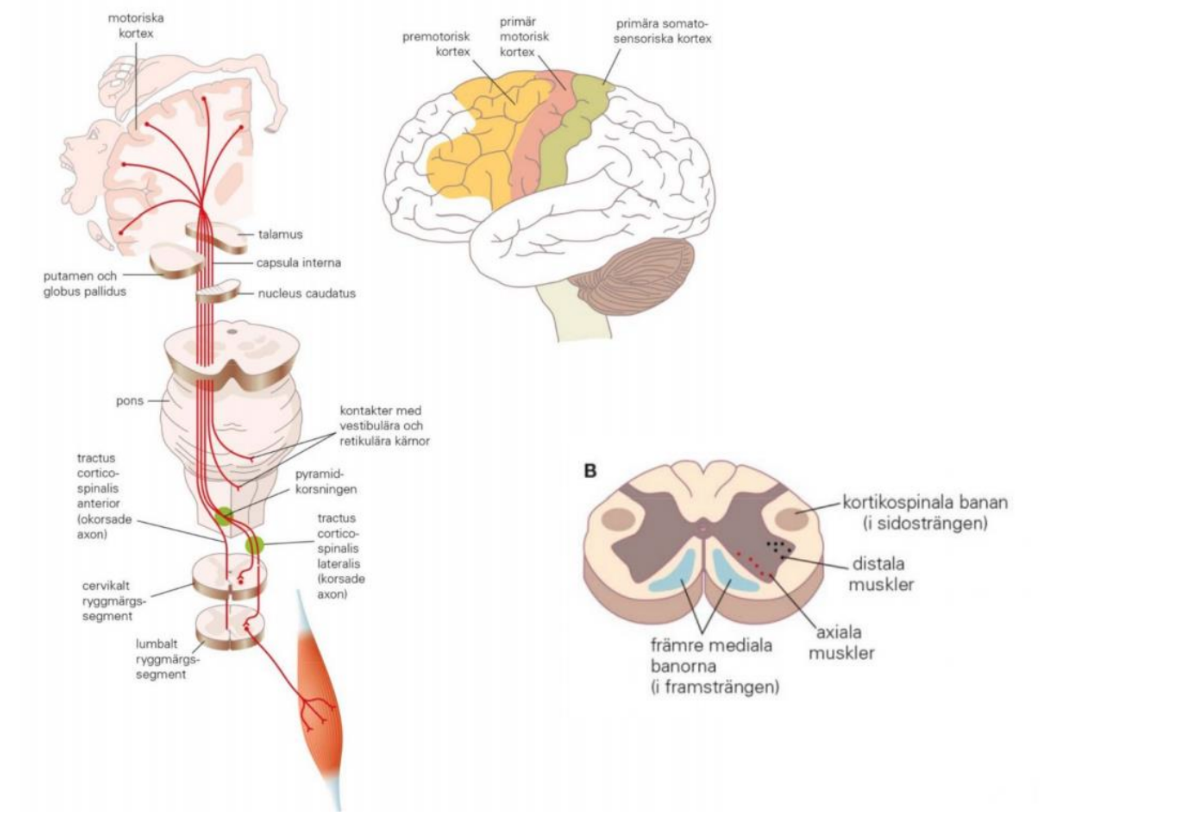 motoriska
kortex
talamus
capsula interna
putamen och
globus pallidus
nucleus caudatus
pons
kontakter med
vestibulära och
retikulära kärnor
tractus
cortico-
spinalis
anterior
(okorsade
axon)
pyramid-
korsningen
tractus
cortico-
spinalis
lateralis
(korsade
axon)
cervikalt
ryggmärgs-
segment
lumbalt
ryggmärgs-
segment
premotorisk
kortex
primär
motorisk
kortex
primära somato-
sensoriska kortex
B
kortikospinala banan
(i sidosträngen)
distala
muskler
axiala
muskler
främre mediala
banorna
(i framsträngen)